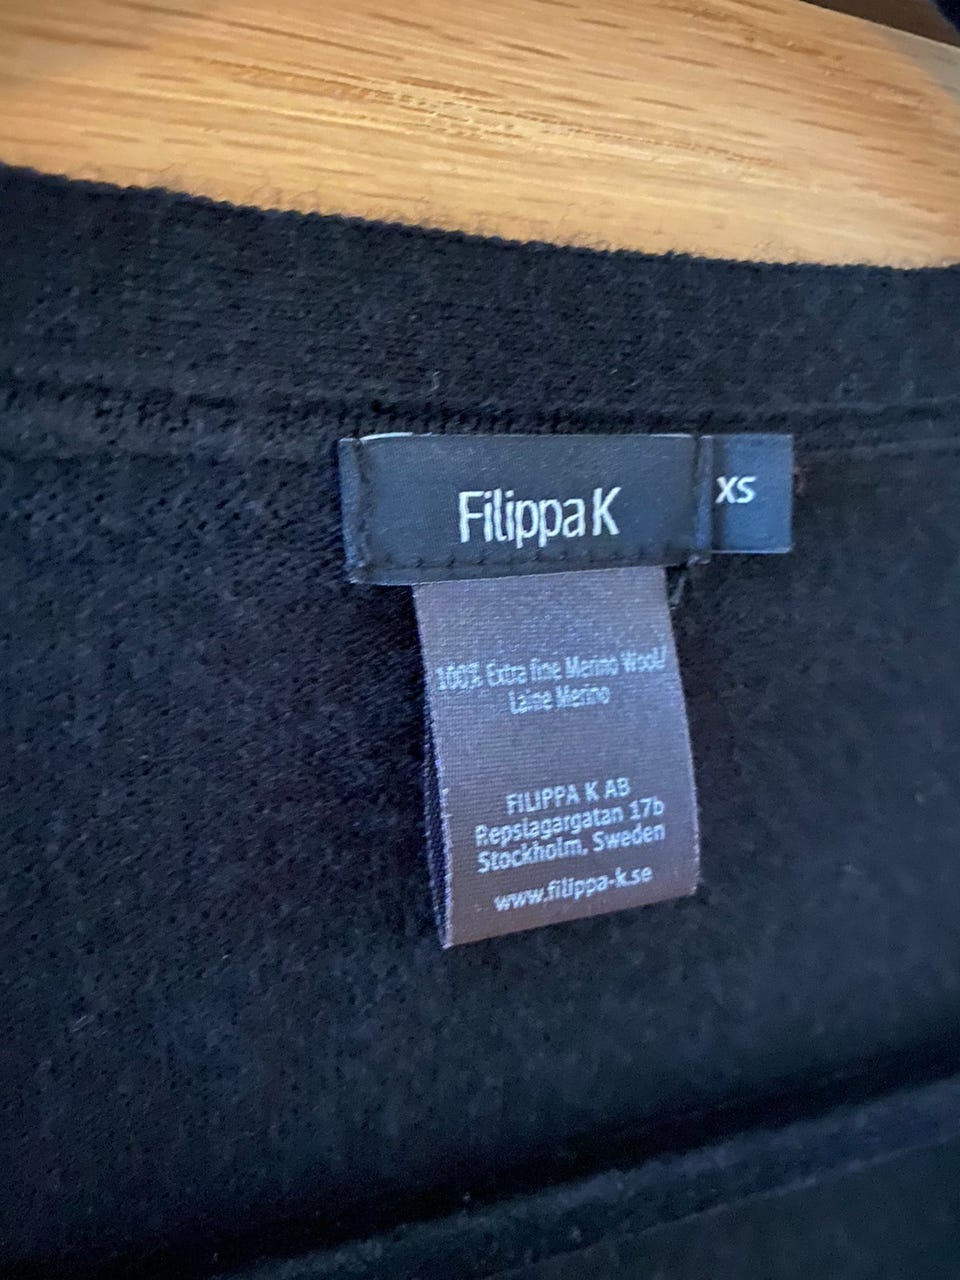 Filippa K
XS
100% Extra fine Merino Wool/
Laine Merino
FILIPPA K AB
Repslagargatan 17b
Stockholm, Sweden
www.filippa-k.se